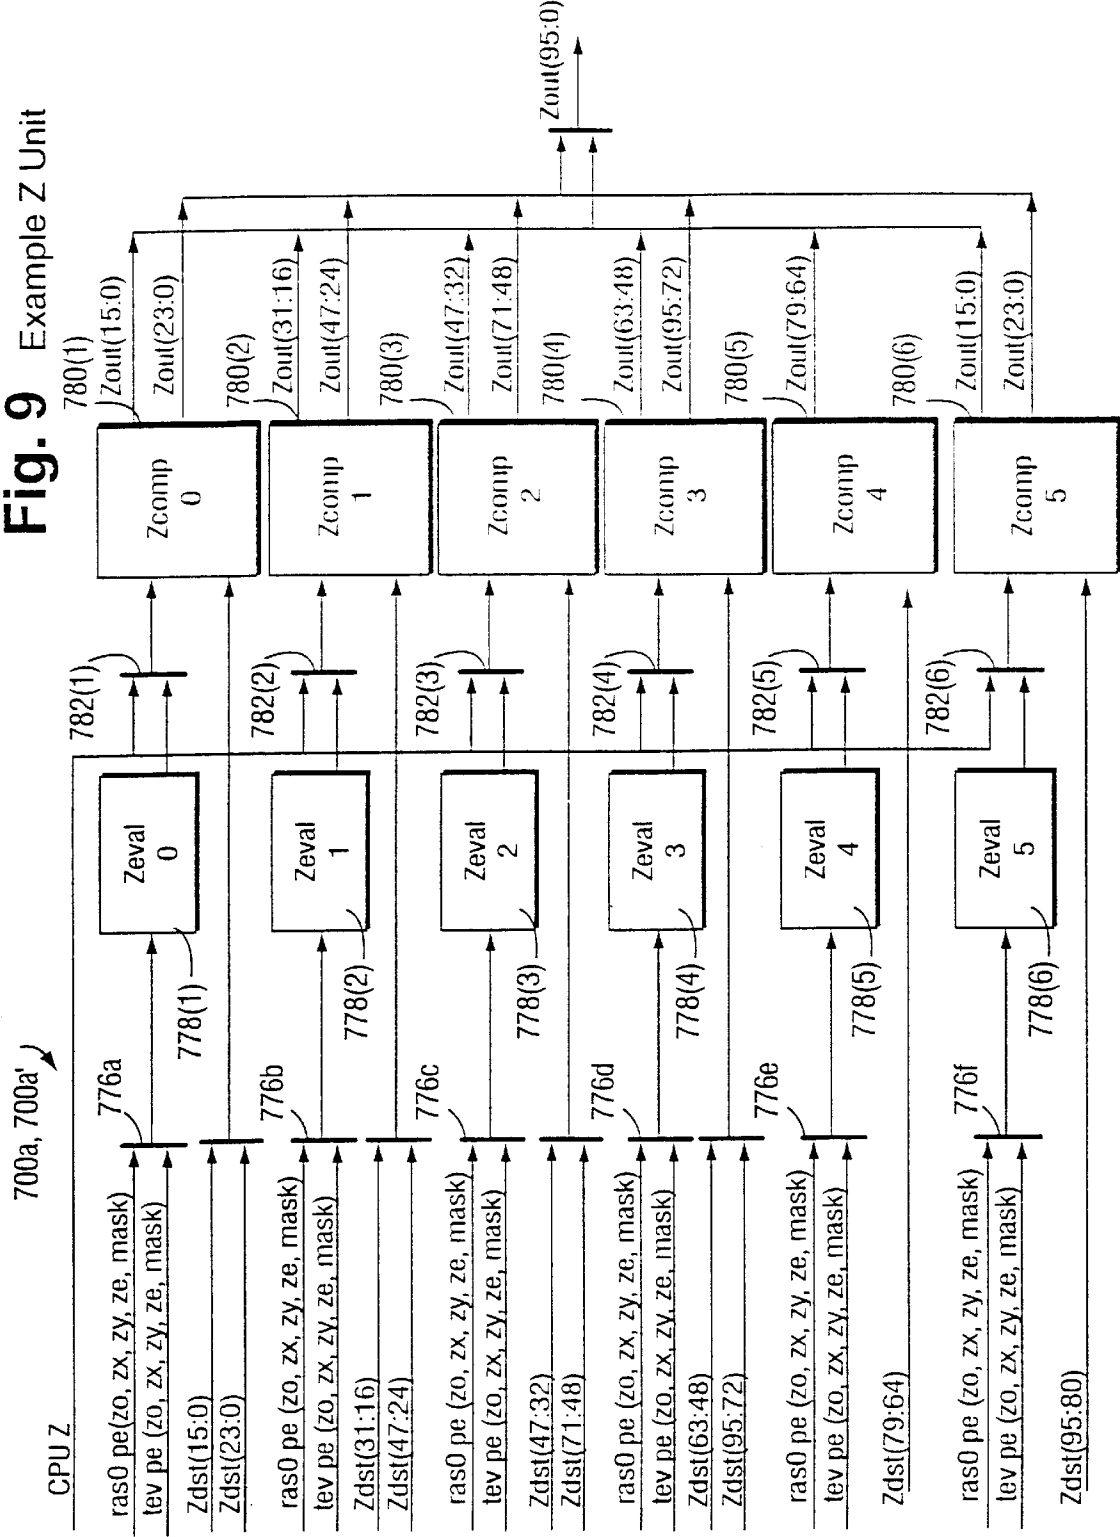 Fig. 9 Example Z Unit
700a, 700a'
CPU Z
ras0 pe(zo, zx, zy, ze, mask)
tev pe (zo, zx, zy, ze, mask)
776a
Zdst(15:0)
Zdst(23:0)
778(1)
Zeval
0
782(1)
Zcomp
0
780(1)
Zout(15:0)
Zout(23:0)
ras0 pe (zo, zx, zy, ze, mask)
tev pe (zo, zx, zy, ze, mask)
776b
Zdst(31:16)
Zdst(47:24)
778(2)
Zeval
1
782(2)
Zcomp
1
780(2)
Zout(31:16)
Zout(47:24)
ras0 pe (zo, zx, zy, ze, mask)
tev pe (zo, zx, zy, ze, mask)
776c
Zdst(47:32)
Zdst(71:48)
778(3)
Zeval
2
782(3)
Zcomp
2
780(3)
Zout(47:32)
Zout(71:48)
ras0 pe (zo, zx, zy, ze, mask)
tev pe (zo, zx, zy, ze, mask)
776d
Zdst(63:48)
Zdst(95:72)
778(4)
Zeval
3
782(4)
Zcomp
3
780(4)
Zout(63:48)
Zout(95:72)
ras0 pe (zo, zx, zy, ze, mask)
tev pe (zo, zx, zy, ze, mask)
776e
Zdst(79:64)
778(5)
Zeval
4
782(5)
Zcomp
4
780(5)
Zout(79:64)
ras0 pe (zo, zx, zy, ze, mask)
tev pe (zo, zx, zy, ze, mask)
776f
Zdst(95:80)
778(6)
Zeval
5
782(6)
Zcomp
5
780(6)
Zout(15:0)
Zout(23:0)
Zout(95:0)